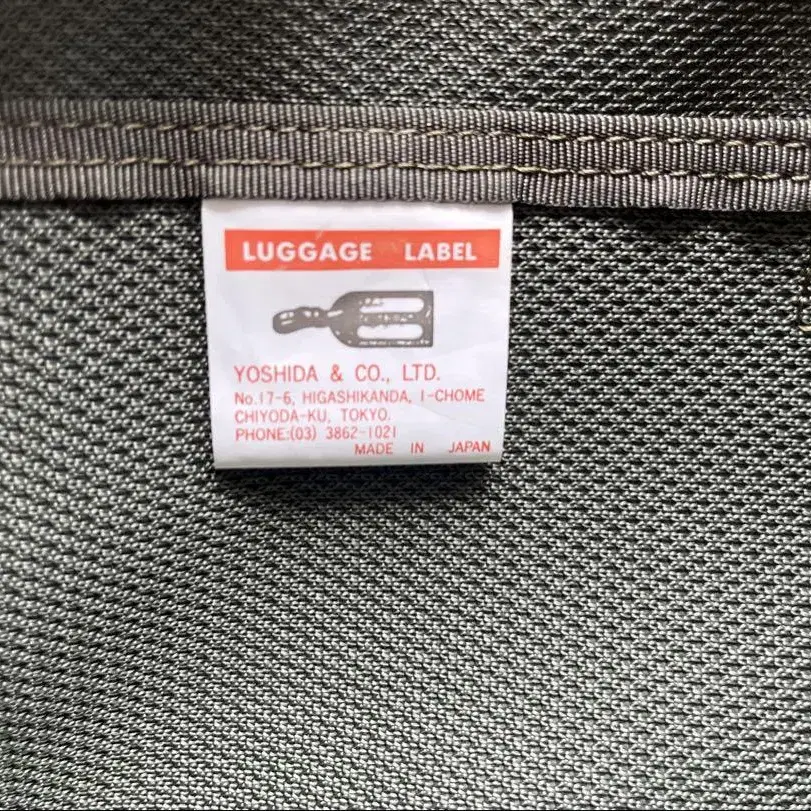 LUGGAGE LABEL
YOSHIDA & CO., LTD.
No.17-6, HIGASHIKANDA, 1-CHOME
CHIYODA-KU, TOKYO.
PHONE:(03) 3862-1021
MADE IN JAPAN